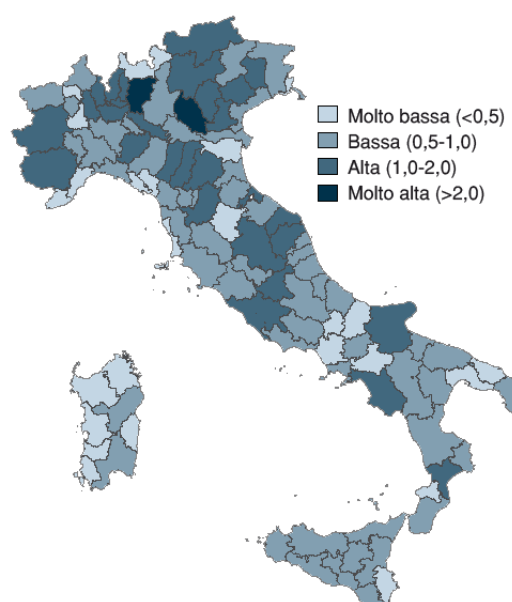 Molto bassa (<0,5)
Bassa (0,5-1,0)
Alta (1,0-2,0)
Molto alta (>2,0)